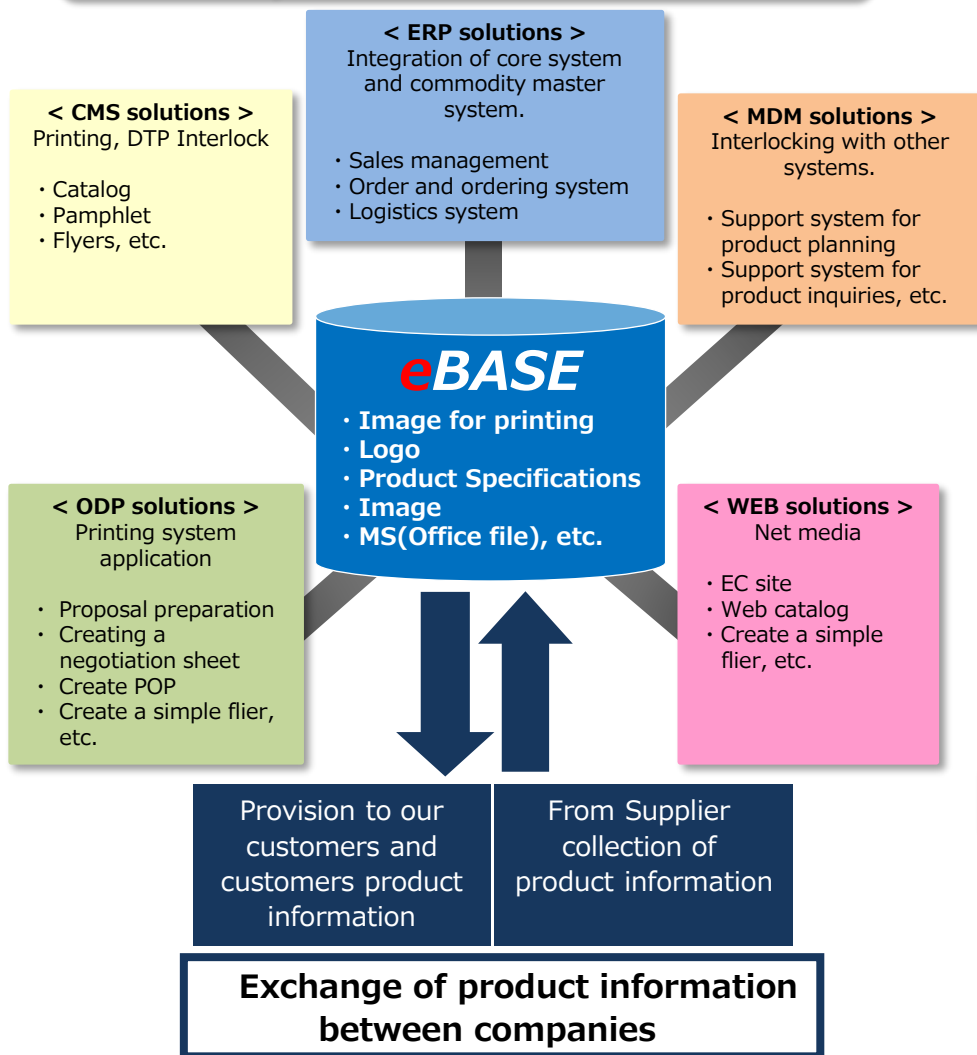 < ERP solutions >
Integration of core system
and commodity master
system.
・Sales management
・Order and ordering system
・Logistics system
< CMS solutions >
Printing, DTP Interlock
・Catalog
・Pamphlet
・Flyers, etc.
< MDM solutions >
Interlocking with other
systems.
・Support system for
product planning
・Support system for
product inquiries, etc.
eBASE
・Image for printing
・Logo
・Product Specifications
・Image
・MS(Office file), etc.
< ODP solutions >
Printing system
application
・ Proposal preparation
・ Creating a
negotiation sheet
・ Create POP
・ Create a simple flier,
etc.
< WEB solutions >
Net media
・EC site
・Web catalog
・Create a simple
flier, etc.
Provision to our
customers and
customers product
information
From Supplier
collection of
product information
Exchange of product information
between companies